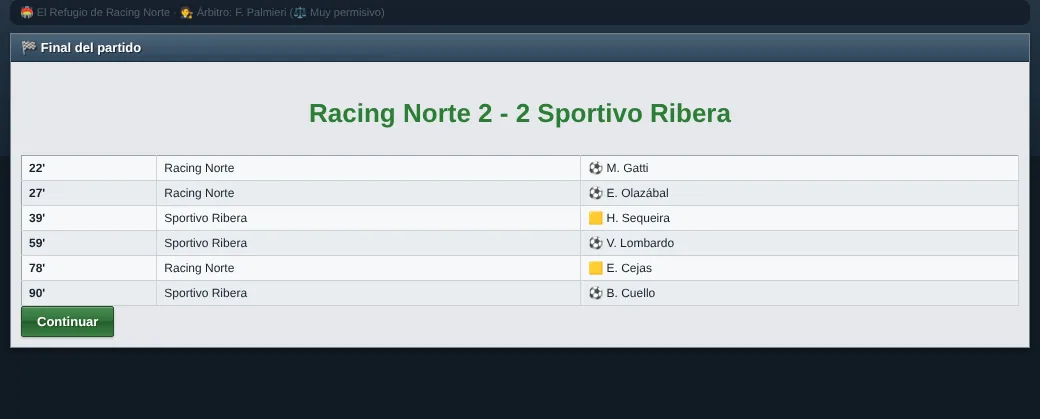 El Refugio de Racing Norte · Árbitro: F. Palmieri (⚖️ Muy permisivo)
Final del partido
Racing Norte 2 - 2 Sportivo Ribera
22' Racing Norte ⚽ M. Gatti
27' Racing Norte ⚽ E. Olazábal
39' Sportivo Ribera 🟨 H. Sequeira
59' Sportivo Ribera ⚽ V. Lombardo
78' Racing Norte 🟨 E. Cejas
90' Sportivo Ribera ⚽ B. Cuello
Continuar